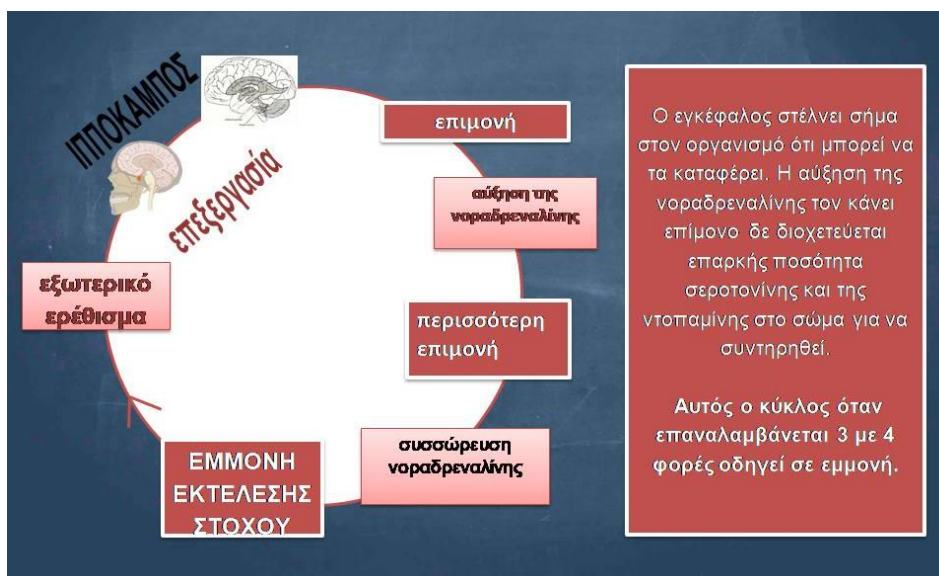 ΙΠΠΟΚΑΜΠΟΣ
επεξεργασία
εξωτερικό
ερέθισμα
επιμονή
αύξηση της
νοραδρεναλίνης
περισσότερη
επιμονή
συσσώρευση
νοραδρεναλίνης
ΕΜΜΟΝΗ
ΕΚΤΕΛΕΣΗΣ
ΣΤΟΧΟΥ
Ο εγκέφαλος στέλνει σήμα
στον οργανισμό ότι μπορεί να
τα καταφέρει. Η αύξηση της
νοραδρεναλίνης τον κάνει
επίμονο δε διοχετεύεται
επαρκής ποσότητα
σεροτονίνης και της
ντοπαμίνης στο σώμα για να
συντηρηθεί.
Αυτός ο κύκλος όταν
επαναλαμβάνεται 3 με 4
φορές οδηγεί σε εμμονή.